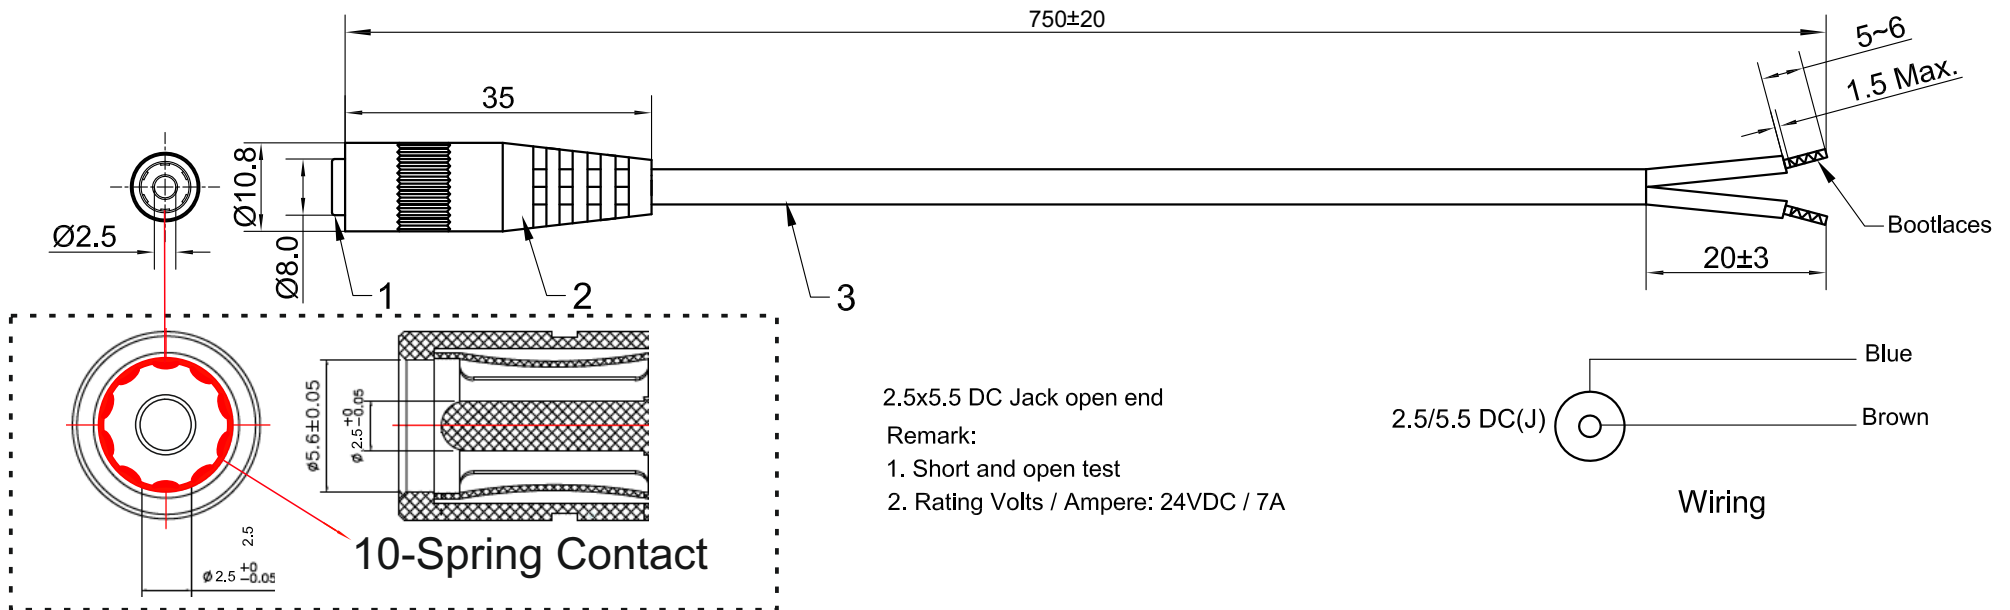 750±20
5~6
1.5 Max.
35
Ø10.8
Ø8.0
Ø2.5
1
2
3
Bootlaces
20±3
ø5.6±0.05
ø2.5 +0 -0.05
2.5
ø2.5 +0 -0.05
10-Spring Contact
2.5x5.5 DC Jack open end
Remark:
1. Short and open test
2. Rating Volts / Ampere: 24VDC / 7A
Blue
2.5/5.5 DC(J)
Brown
Wiring